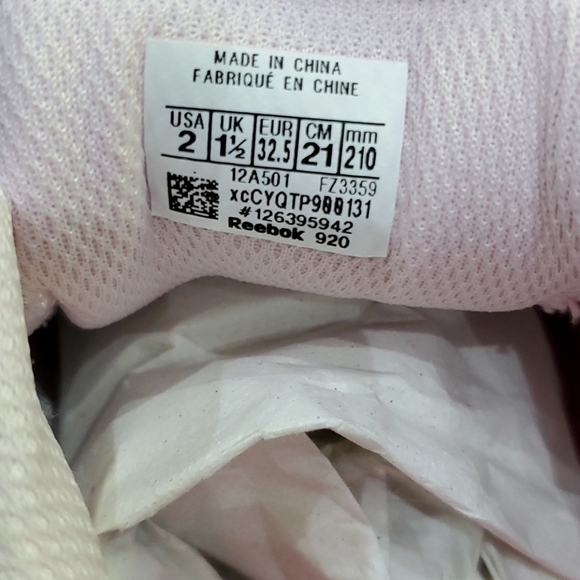 MADE IN CHINA
FABRIQUÉ EN CHINE
USA UK EUR CM mm
2 1½ 32.5 21 210
12A501 FZ3359
xcCYQTP900131
#126395942
Reebok 920